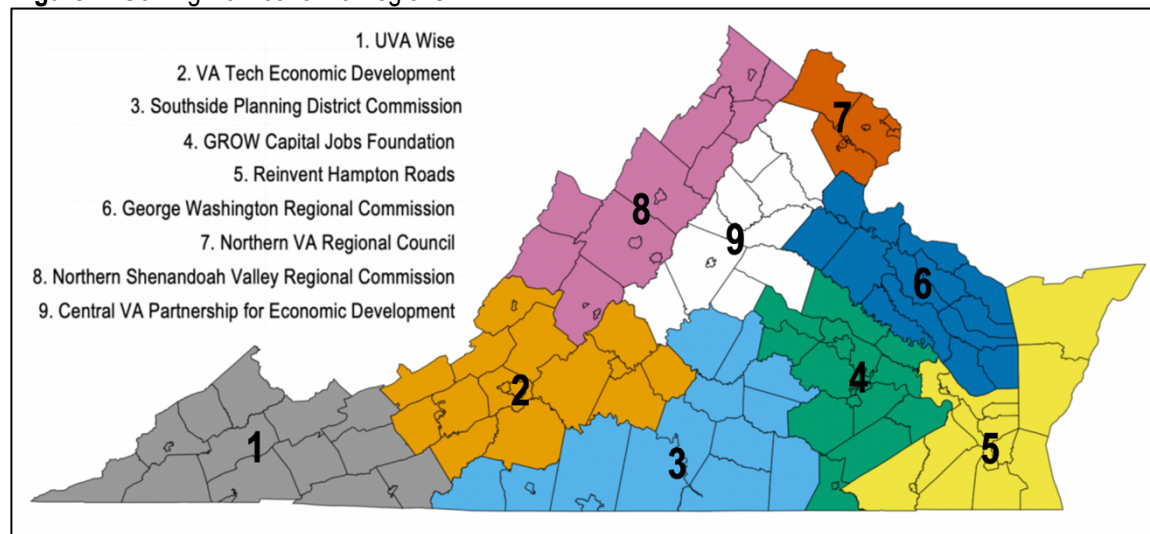 1. UVA Wise
2. VA Tech Economic Development
3. Southside Planning District Commission
4. GROW Capital Jobs Foundation
5. Reinvent Hampton Roads
6. George Washington Regional Commission
7. Northern VA Regional Council
8. Northern Shenandoah Valley Regional Commission
9. Central VA Partnership for Economic Development
7
8
9
6
4
2
1
5
3